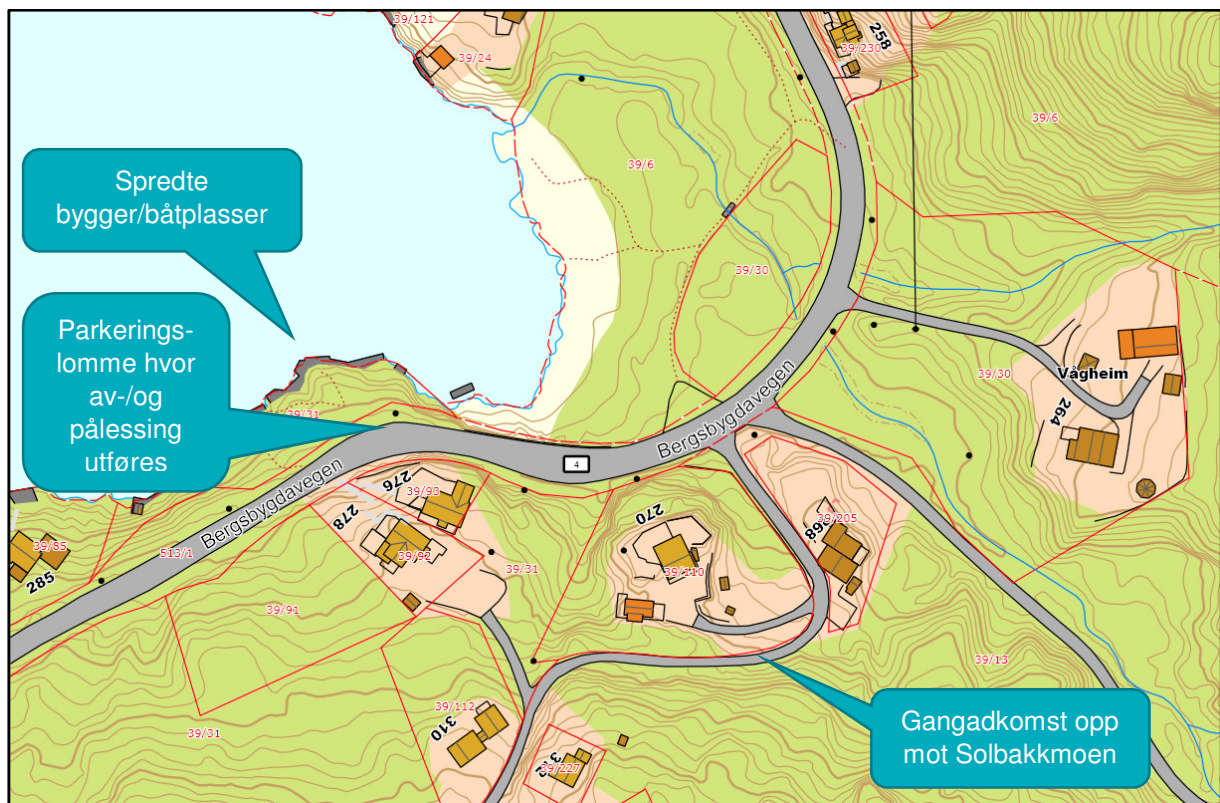 39/121
39/24
258
39/230
39/6
39/6
Spredte
bygger/båtplasser
39/30
Parkerings-
lomme hvor
av-/og
pålessing
utføres
39/30
Vågheim
264
39/31
Bergsbygdavegen
4
Bergsbygdavegen
276
39/93
278
39/92
270
39/110
39/205
268
39/85
285
513/1
39/31
39/91
39/13
39/112
310
39/31
39/227
Gangadkomst opp
mot Solbakkmoen